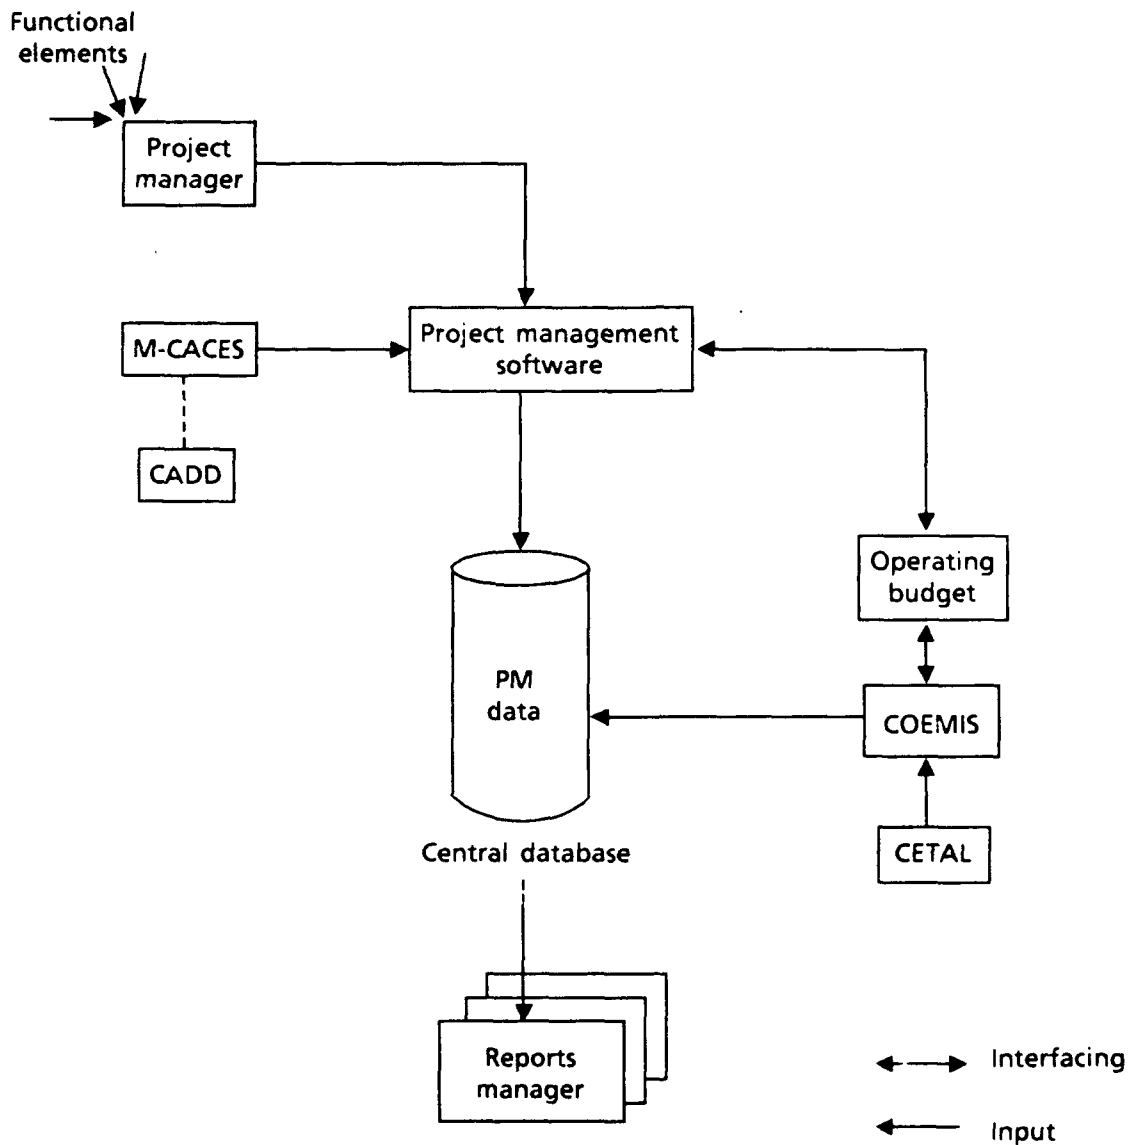 Functional
elements
Project
manager
M-CACES
Project management
software
CADD
Operating
budget
PM
data
COEMIS
Central database
CETAL
Reports
manager
Interfacing
Input